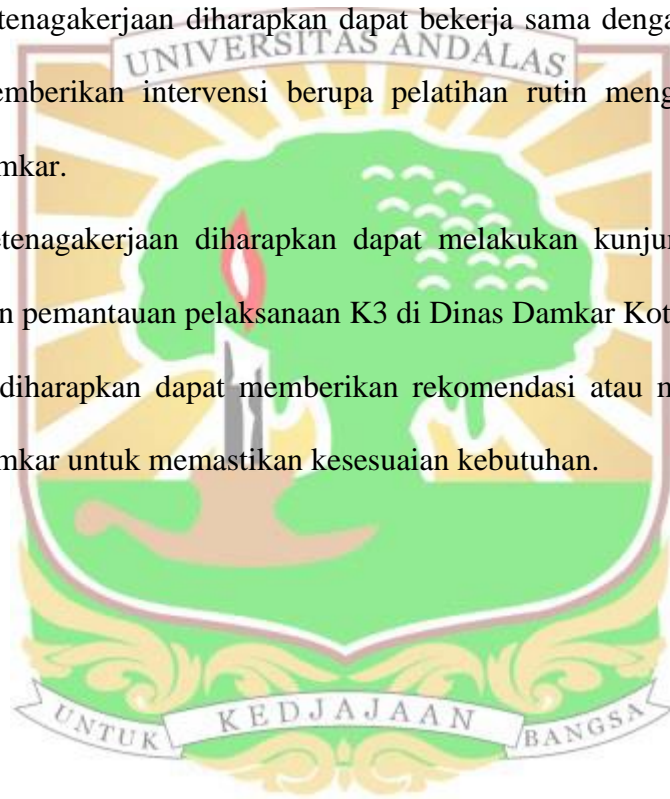 tenagakerjaan diharapkan dapat bekerja sama denga
UNIVERSITAS ANDALAS
emberikan intervensi berupa pelatihan rutin meng
mkar.
etenagakerjaan diharapkan dapat melakukan kunju
n pemantauan pelaksanaan K3 di Dinas Damkar Kot
diharapkan dapat memberikan rekomendasi atau m
mkar untuk memastikan kesesuaian kebutuhan.
UNTUK KEDJAJAAN BANGSA